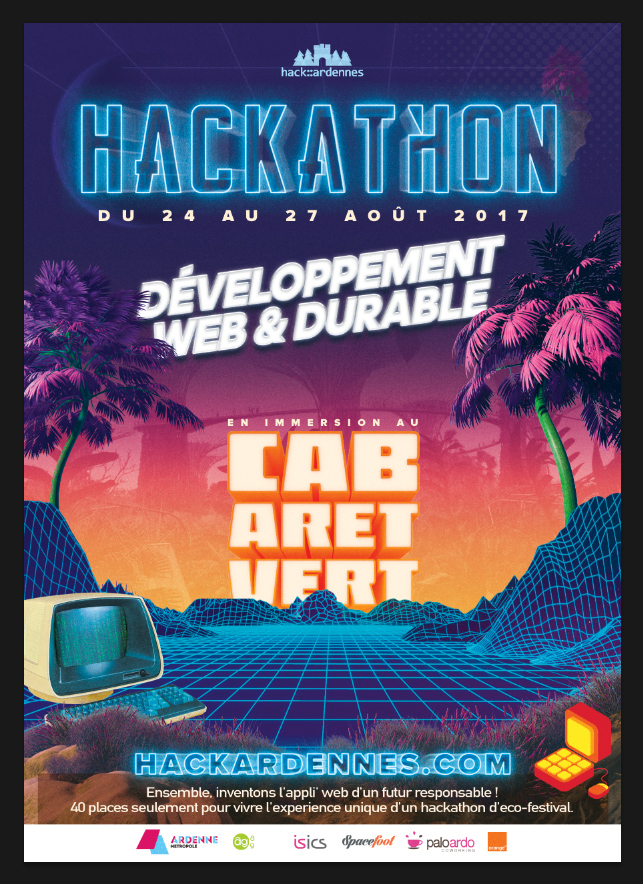 hack::ardennes
HACKATHON
DU 24 AU 27 AOÛT 2017
DÉVELOPPEMENT
WEB & DURABLE
EN IMMERSION AU
CAB
ARET
VERT
HACKARDENNES.COM
Ensemble, inventons l'appli' web d'un futur responsable !
40 places seulement pour vivre l'experience unique d'un hackathon d'eco-festival.
ARDENNE
METROPOLE
isics
Spacefoot
paloardo
COWORKING
orange